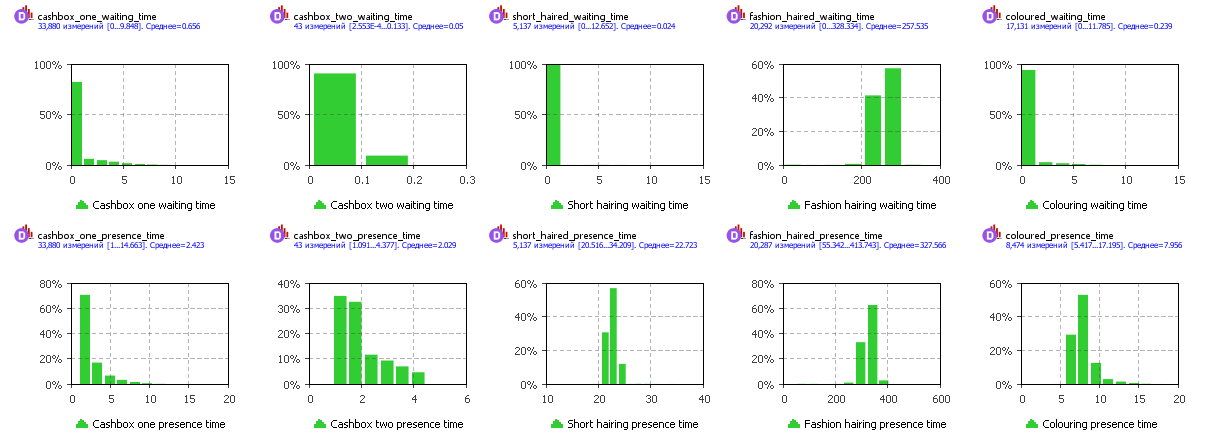 cashbox_one_waiting_time
33,880 измерений [0...9.848]. Среднее=0.656
100%
50%
0%
0 5 10 15
Cashbox one waiting time
cashbox_two_waiting_time
43 измерений [2.553E-4...0.133]. Среднее=0.05
100%
50%
0%
0 0.1 0.2 0.3
Cashbox two waiting time
short_haired_waiting_time
5,137 измерений [0...12.652]. Среднее=0.024
100%
50%
0%
0 5 10 15
Short hairing waiting time
fashion_haired_waiting_time
20,292 измерений [0...328.334]. Среднее=257.535
60%
40%
20%
0%
0 200 400
Fashion hairing waiting time
coloured_waiting_time
17,131 измерений [0...11.785]. Среднее=0.239
100%
50%
0%
0 5 10 15
Colouring waiting time
cashbox_one_presence_time
33,880 измерений [1...14.663]. Среднее=2.423
80%
60%
40%
20%
0%
0 5 10 15 20
Cashbox one presence time
cashbox_two_presence_time
43 измерений [1.091...4.377]. Среднее=2.029
40%
30%
20%
10%
0%
0 2 4 6
Cashbox two presence time
short_haired_presence_time
5,137 измерений [20.516...34.209]. Среднее=22.723
60%
40%
20%
0%
10 20 30 40
Short hairing presence time
fashion_haired_presence_time
20,287 измерений [55.342...413.743]. Среднее=327.566
80%
60%
40%
20%
0%
0 200 400 600
Fashion hairing presence time
coloured_presence_time
8,474 измерений [5.417...17.195]. Среднее=7.956
60%
40%
20%
0%
0 5 10 15 20
Colouring presence time